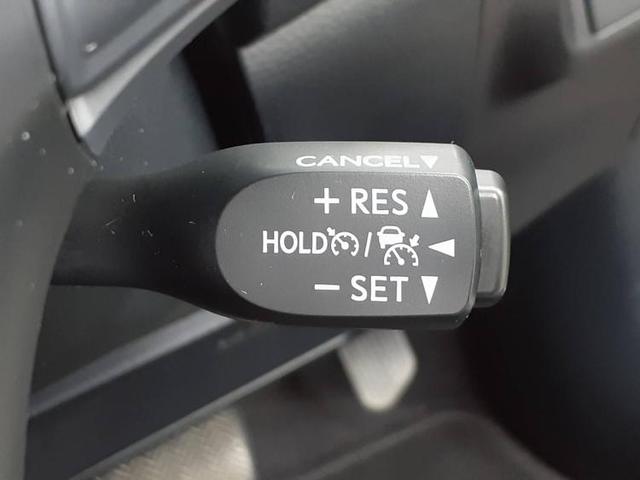 CANCEL▼
+ RES ▲
HOLD / ◀
− SET ▼